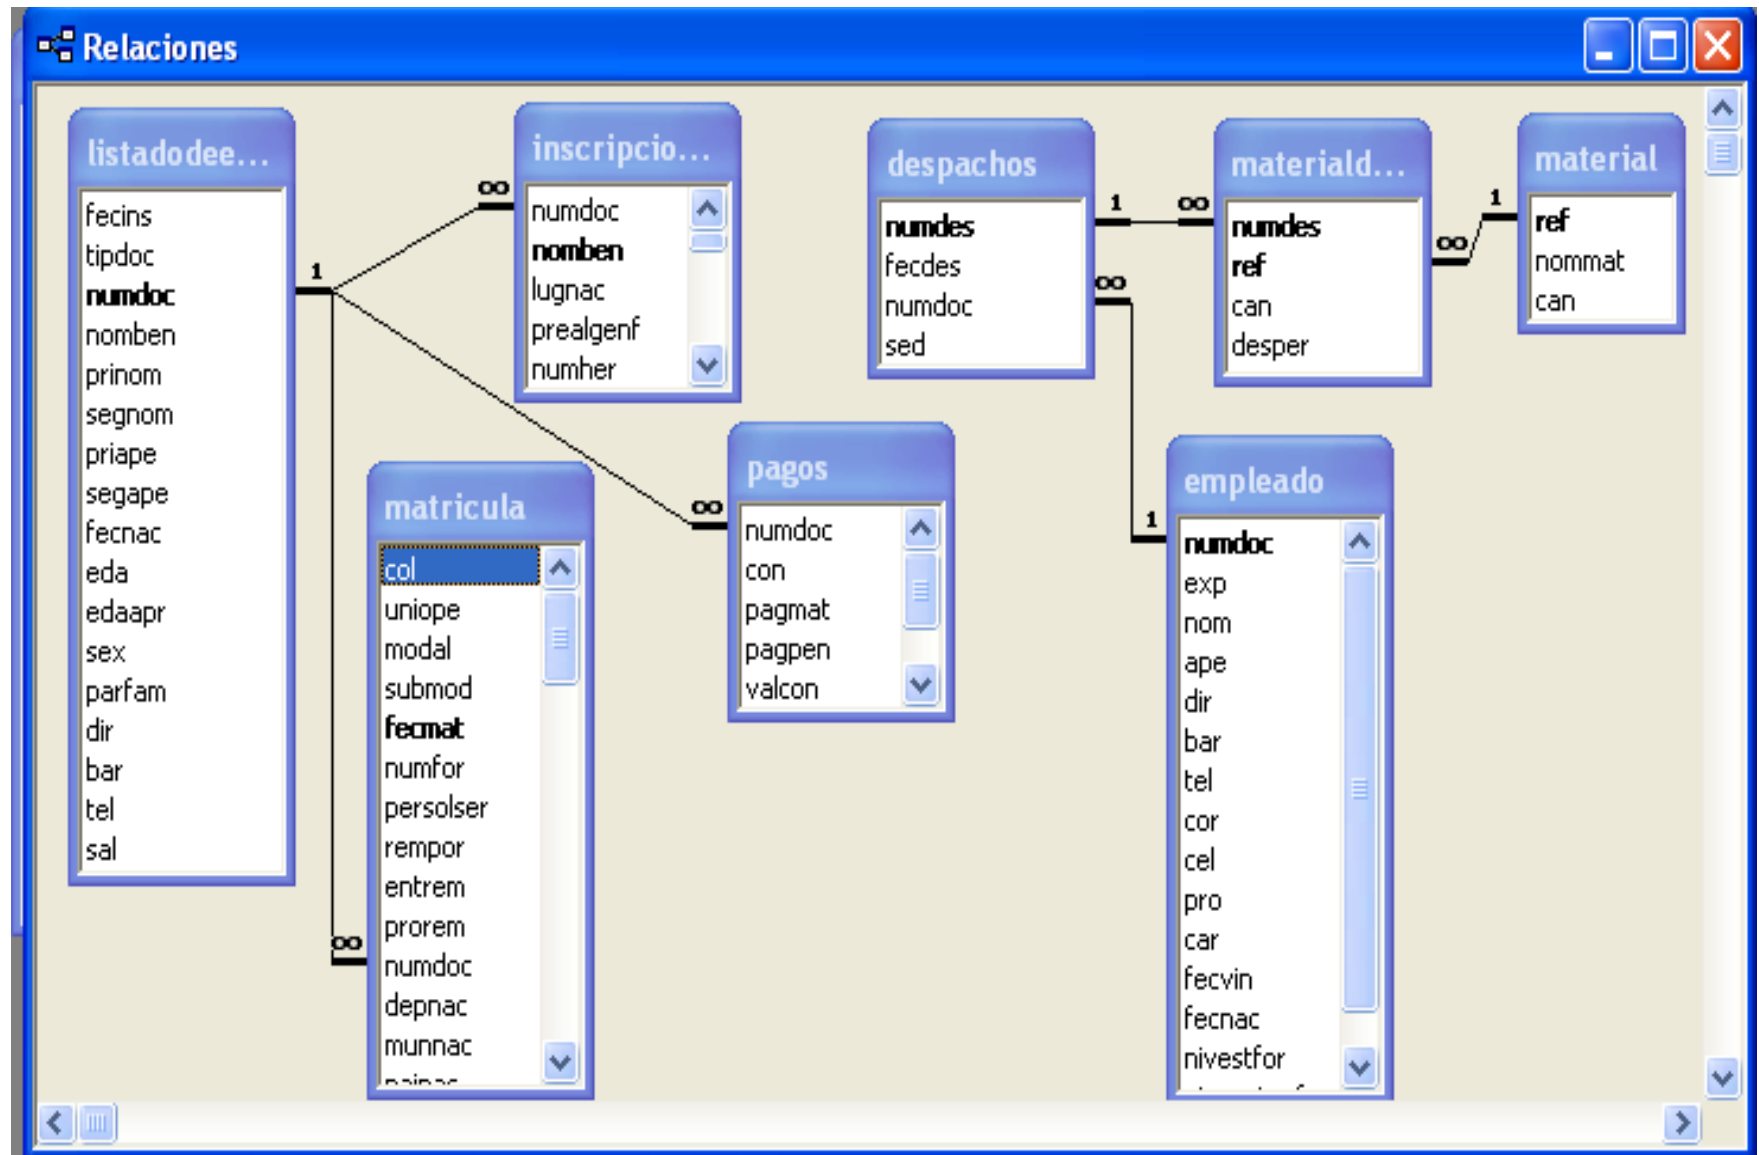 Relaciones
listadodee...
fecins
tipdoc
numdoc
nomben
prinom
segnom
priape
segape
fecnac
eda
edaapr
sex
parfam
dir
bar
tel
sal
1
∞
inscripcio...
numdoc
nomben
lugnac
prealgenf
numher
∞
matricula
col
uniope
modal
submod
fecmat
numfor
persolser
rempor
entrem
prorem
numdoc
depnac
munnac
∞
pagos
numdoc
con
pagmat
pagpen
valcon
despachos
numdes
fecdes
numdoc
sed
1
∞
∞
materiald...
numdes
ref
can
desper
∞
1
material
ref
nommat
can
1
empleado
numdoc
exp
nom
ape
dir
bar
tel
cor
cel
pro
car
fecvin
fecnac
nivestfor